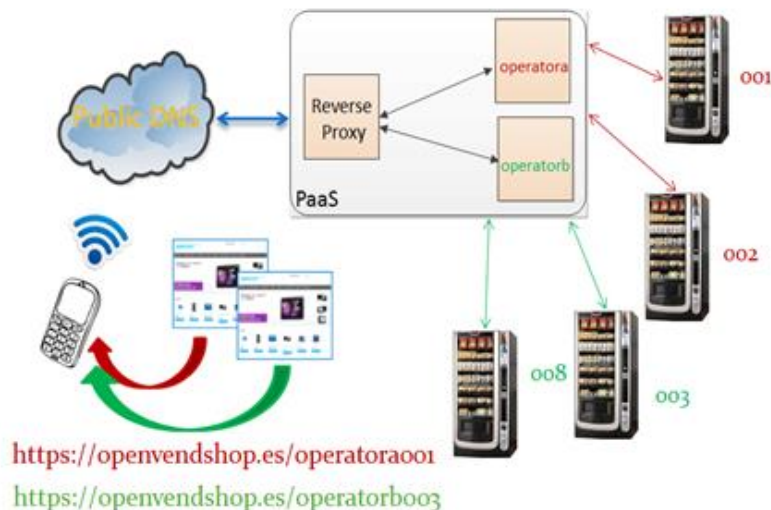 Public DNS
Reverse
Proxy
operatora
operatorb
PaaS
001
002
003
008
https://openvendshop.es/operatora001
https://openvendshop.es/operatorb003